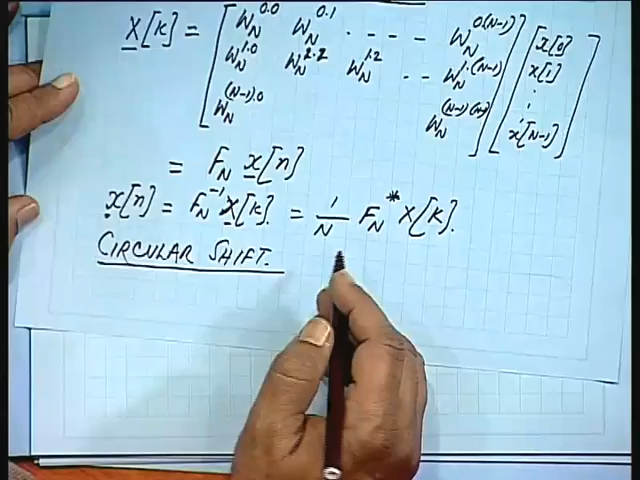 X[k] = [ W_N^{0.0} W_N^{0.1} . - - - - W_N^{0.(N-1)} ] [ x[0]
W_N^{1.0} W_N^{2.2} W_N^{1.2} - - W_N^{1.(N-1)} x[1]
W_N^{(N-1).0} W_N^{(N-1)(N-1)} x[N-1] ]
= F_N x[n]
x[n] = F_N^{-1} X[k]. = 1/N F_N^* X[k].
CIRCULAR SHIFT.